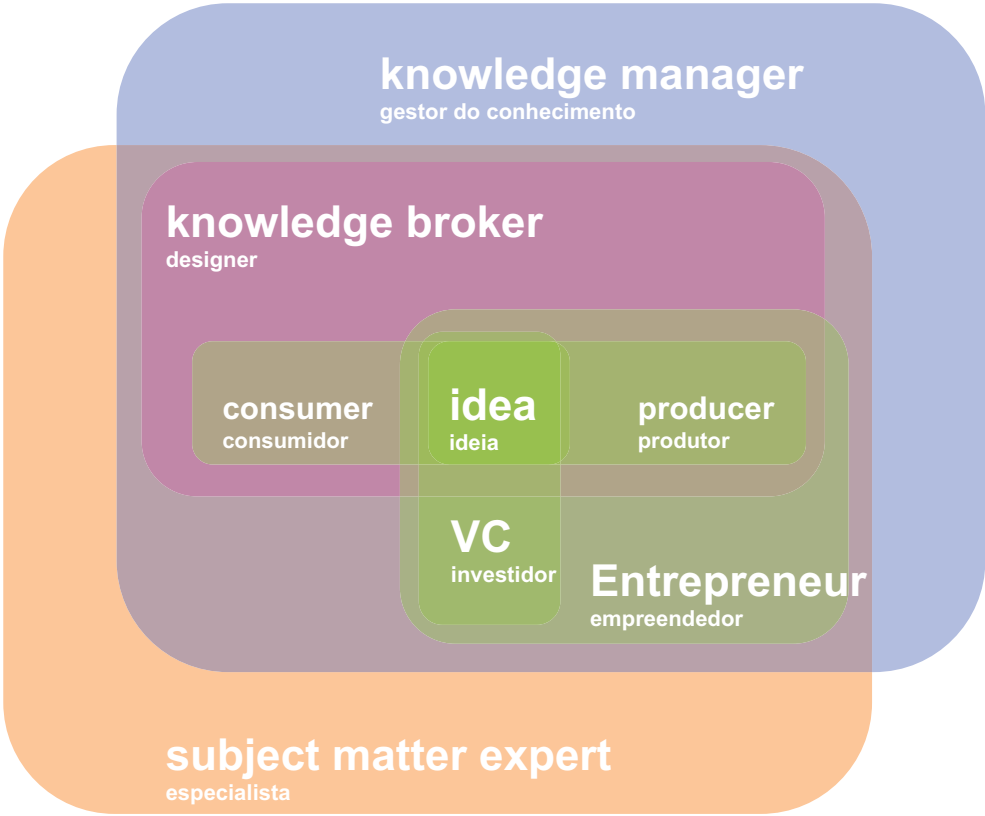 knowledge manager
gestor do conhecimento
knowledge broker
designer
consumer
consumidor
idea
ideia
producer
produtor
VC
investidor
Entrepreneur
empreendedor
subject matter expert
especialista